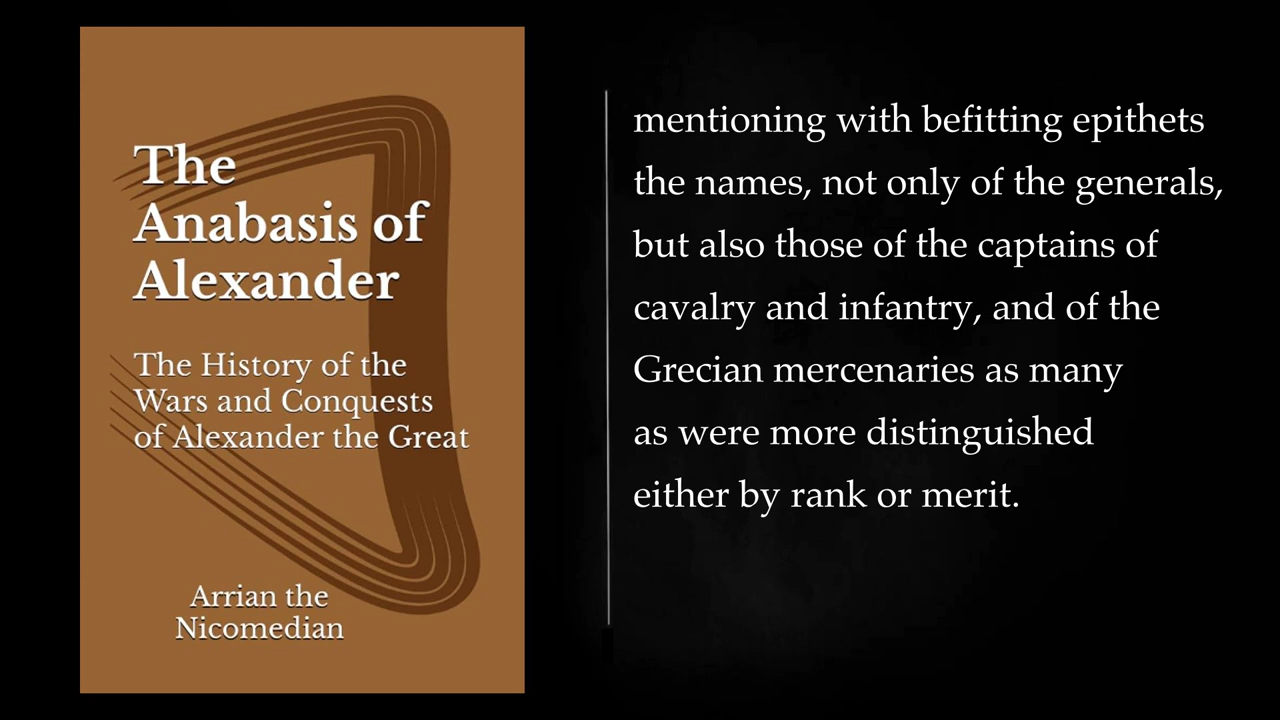 The
Anabasis of
Alexander
The History of the
Wars and Conquests
of Alexander the Great
Arrian the
Nicomedian
mentioning with befitting epithets
the names, not only of the generals,
but also those of the captains of
cavalry and infantry, and of the
Grecian mercenaries as many
as were more distinguished
either by rank or merit.